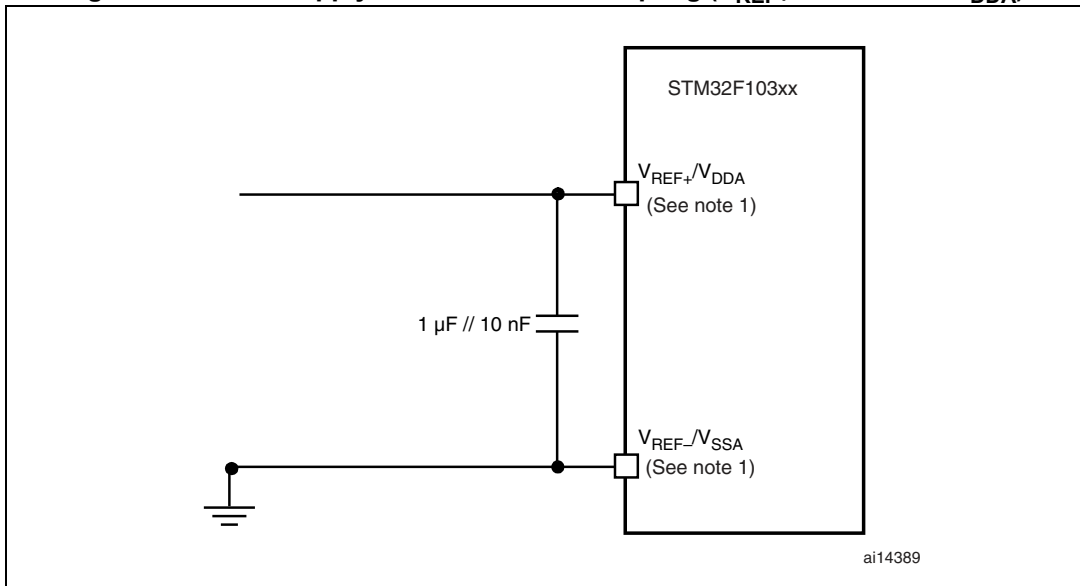 STM32F103xx
VREF+/VDDA
(See note 1)
1 µF // 10 nF
VREF–/VSSA
(See note 1)
ai14389